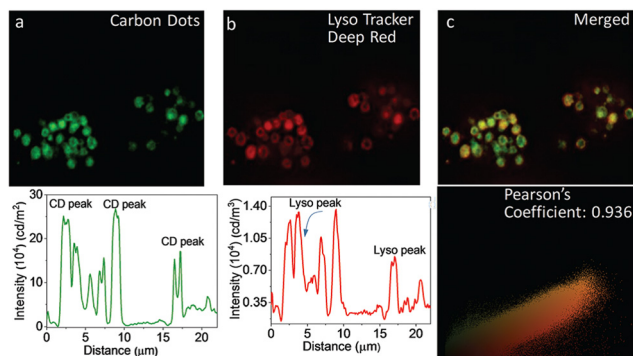 a
Carbon Dots
b
Lyso Tracker
Deep Red
c
Merged
30
20
10
0
CD peak
CD peak
CD peak
Intensity (10⁴) (cd/m²)
0 5 10 15 20
Distance (μm)
1.40
1.05
0.70
0.35
Lyso peak
Lyso peak
Intensity (10⁴) (cd/m³)
0 5 10 15 20
Distance (μm)
Pearson's
Coefficient: 0.936